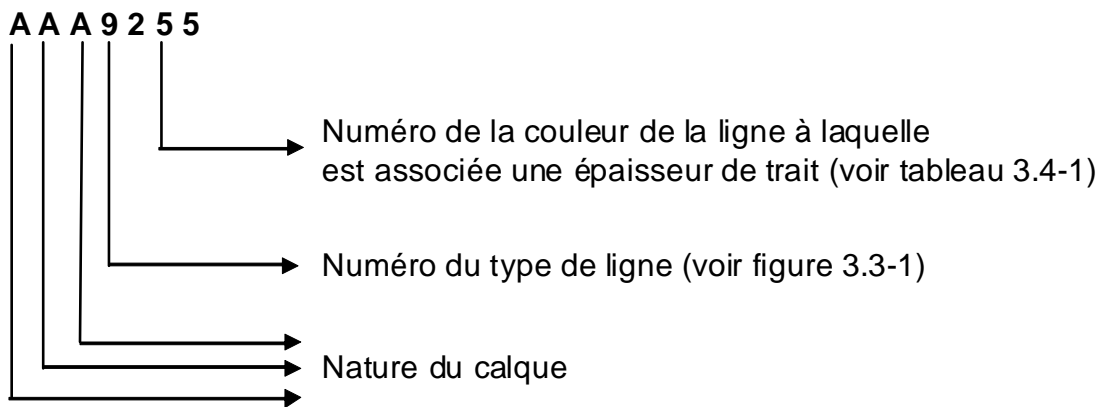 A A A 9 2 5 5
Numéro de la couleur de la ligne à laquelle
est associée une épaisseur de trait (voir tableau 3.4-1)
Numéro du type de ligne (voir figure 3.3-1)
Nature du calque